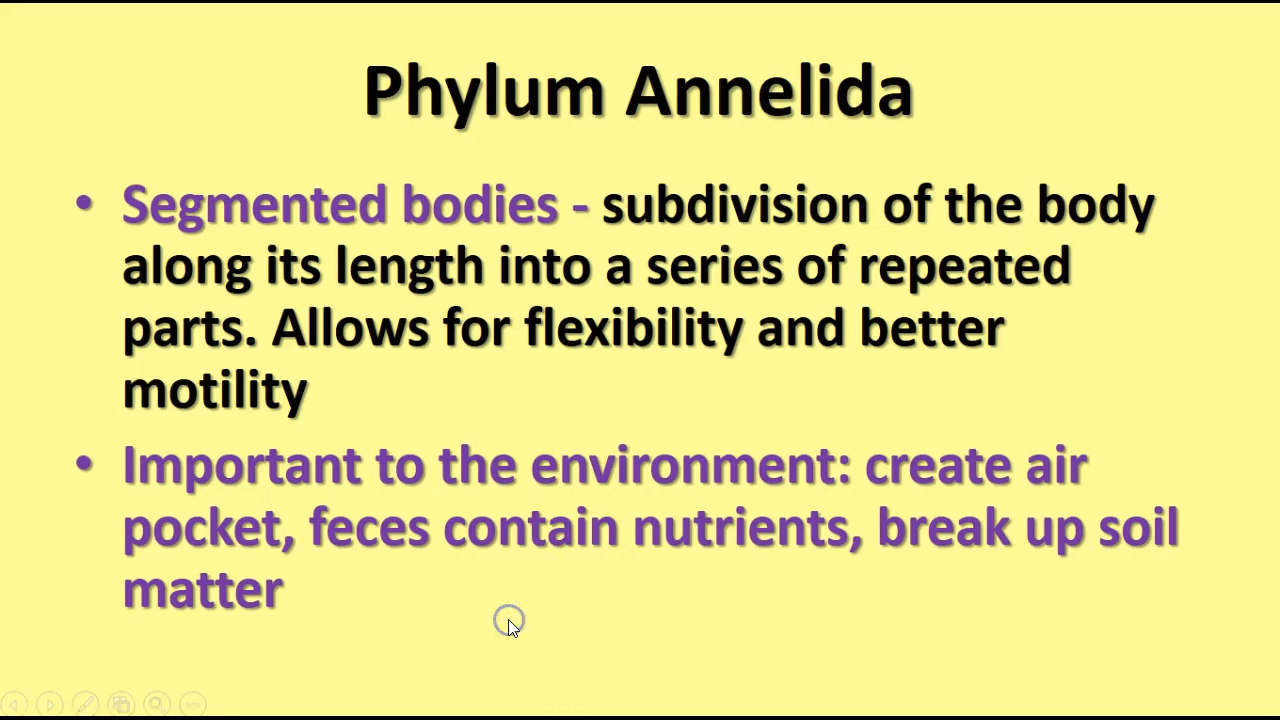 Phylum Annelida
• Segmented bodies - subdivision of the body
along its length into a series of repeated
parts. Allows for flexibility and better
motility
• Important to the environment: create air
pocket, feces contain nutrients, break up soil
matter